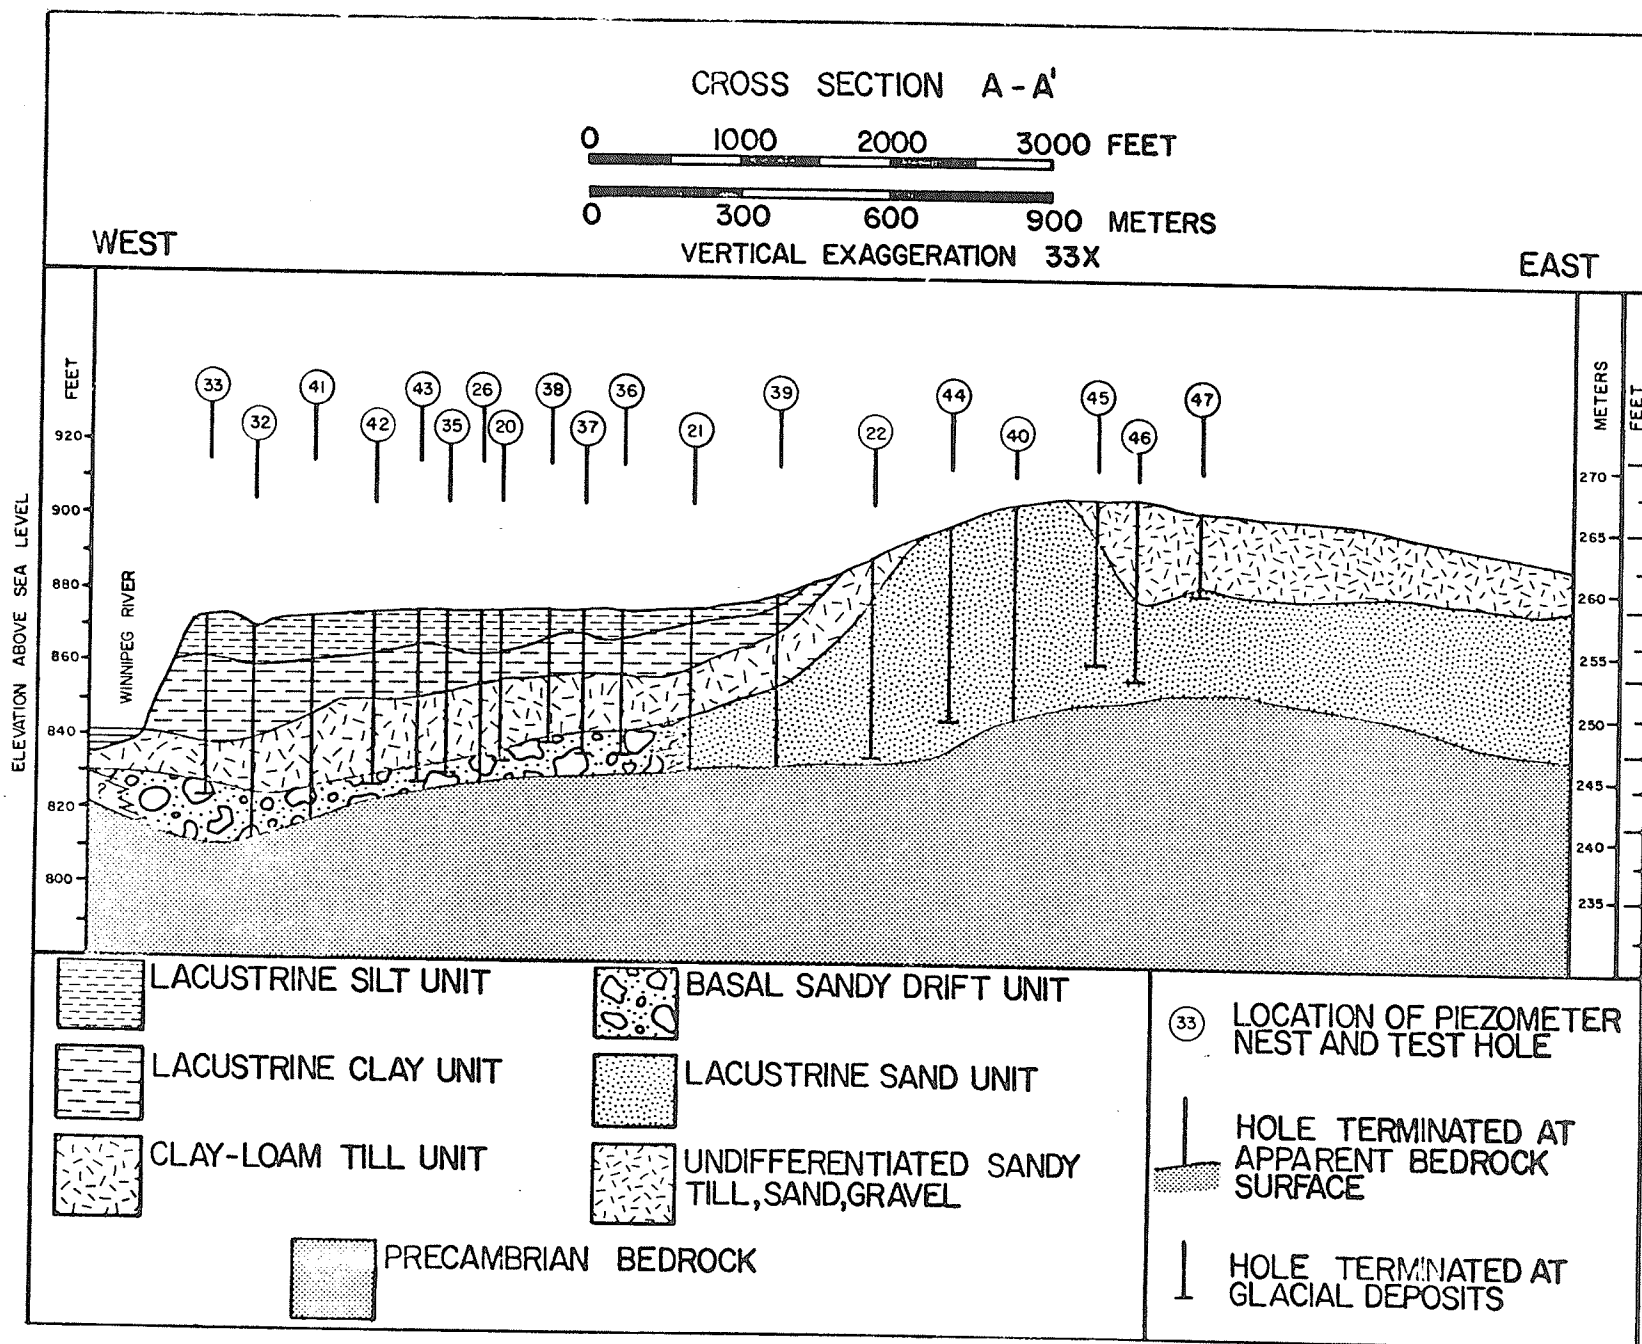 CROSS SECTION A-A'
0 1000 2000 3000 FEET
0 300 600 900 METERS
VERTICAL EXAGGERATION 33X
WEST
EAST
FEET
METERS
FEET
33 41 43 26 38 36 39 44 45 47
32 42 35 20 37 21 22 40 46
920
900
880
860
840
820
800
270
265
260
255
250
245
240
235
ELEVATION ABOVE SEA LEVEL
WINNIPEG RIVER
LACUSTRINE SILT UNIT
LACUSTRINE CLAY UNIT
CLAY-LOAM TILL UNIT
BASAL SANDY DRIFT UNIT
LACUSTRINE SAND UNIT
UNDIFFERENTIATED SANDY
TILL,SAND,GRAVEL
PRECAMBRIAN BEDROCK
33 LOCATION OF PIEZOMETER
NEST AND TEST HOLE
HOLE TERMINATED AT
APPARENT BEDROCK
SURFACE
HOLE TERMINATED AT
GLACIAL DEPOSITS